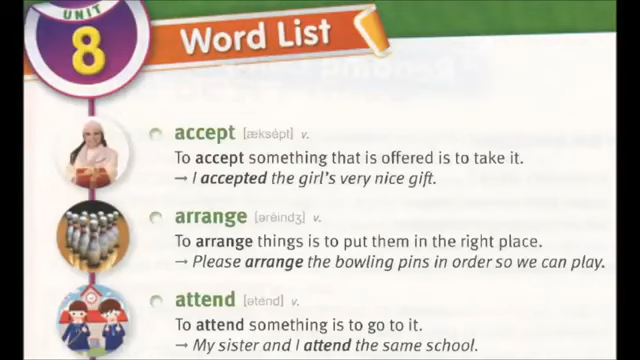 UNIT
8
Word List
accept [æksépt] v.
To accept something that is offered is to take it.
→ I accepted the girl's very nice gift.
arrange [əréindʒ] v.
To arrange things is to put them in the right place.
→ Please arrange the bowling pins in order so we can play.
attend [əténd] v.
To attend something is to go to it.
→ My sister and I attend the same school.